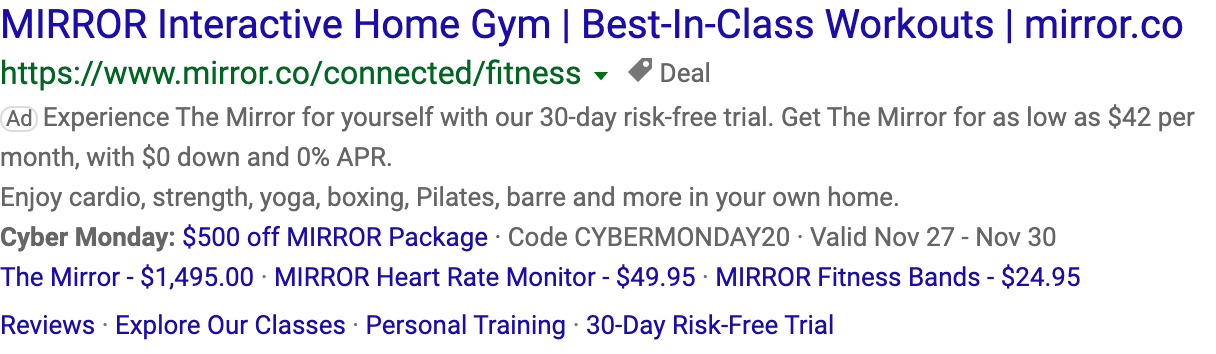 MIRROR Interactive Home Gym | Best-In-Class Workouts | mirror.co
https://www.mirror.co/connected/fitness Deal
Ad Experience The Mirror for yourself with our 30-day risk-free trial. Get The Mirror for as low as $42 per
month, with $0 down and 0% APR.
Enjoy cardio, strength, yoga, boxing, Pilates, barre and more in your own home.
Cyber Monday: $500 off MIRROR Package · Code CYBERMONDAY20 · Valid Nov 27 - Nov 30
The Mirror - $1,495.00 · MIRROR Heart Rate Monitor - $49.95 · MIRROR Fitness Bands - $24.95
Reviews · Explore Our Classes · Personal Training · 30-Day Risk-Free Trial